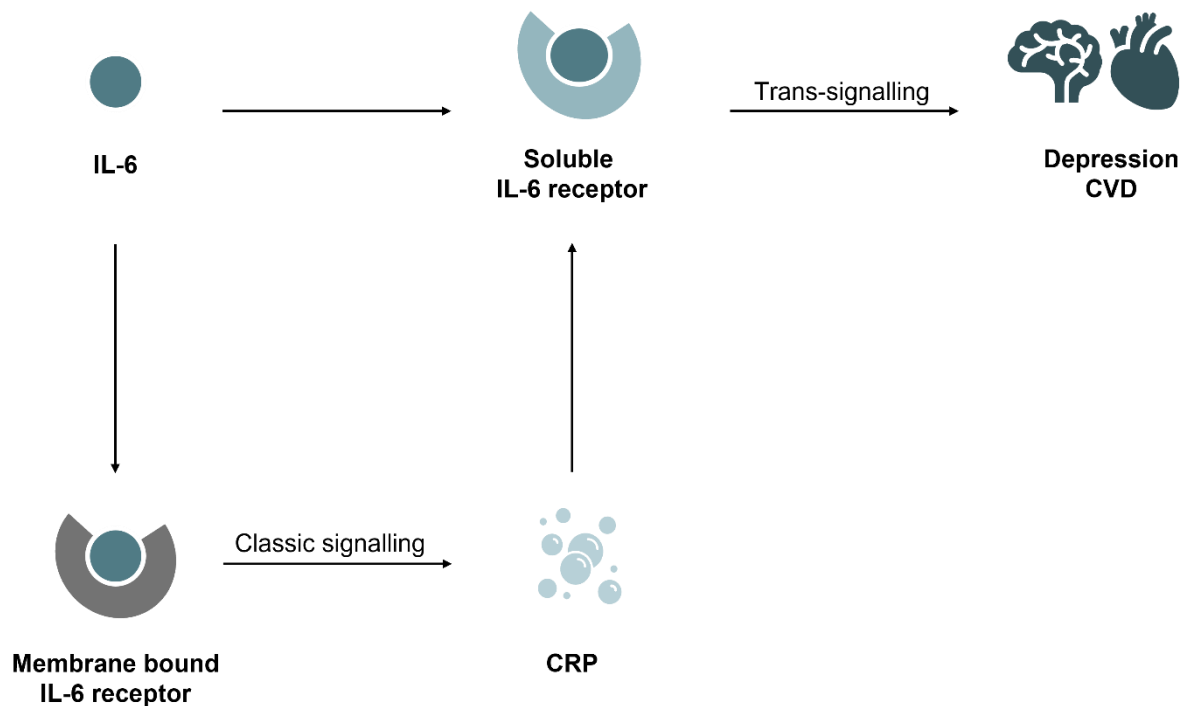 IL-6
Soluble
IL-6 receptor
Trans-signalling
Depression
CVD
Membrane bound
IL-6 receptor
Classic signalling
CRP